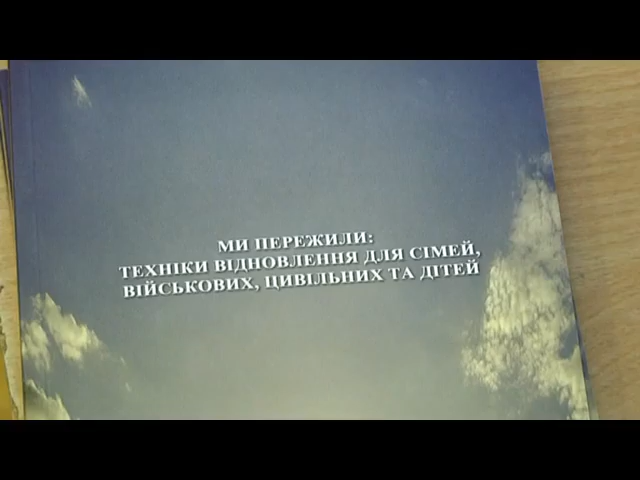 МИ ПЕРЕЖИЛИ:
ТЕХНІКИ ВІДНОВЛЕННЯ ДЛЯ СІМЕЙ,
ВІЙСЬКОВИХ, ЦИВІЛЬНИХ ТА ДІТЕЙ